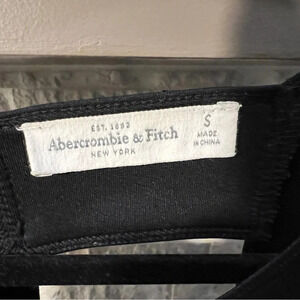 EST. 1892
Abercrombie & Fitch
NEW YORK
S
MADE
IN CHINA